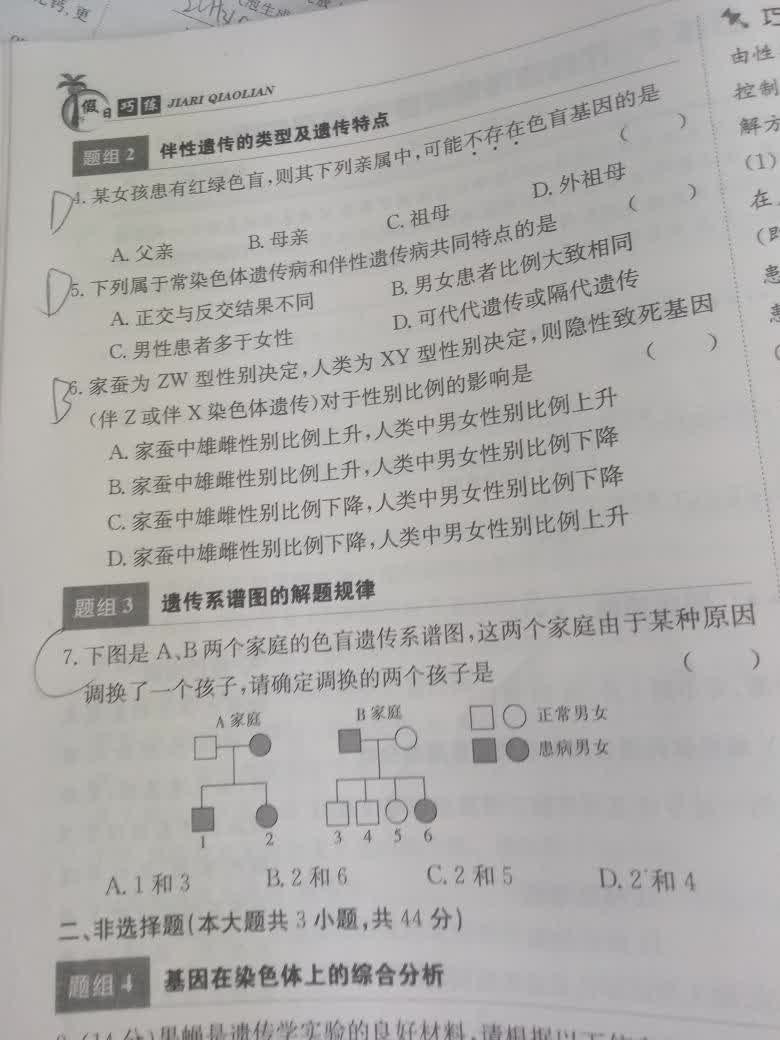 假日巧练 JIARI QIAOLIAN
题组2 伴性遗传的类型及遗传特点
4. 某女孩患有红绿色盲,则其下列亲属中,可能不存在色盲基因的是
( )
A. 父亲 B. 母亲 C. 祖母 D. 外祖母
5. 下列属于常染色体遗传病和伴性遗传病共同特点的是 ( )
A. 正交与反交结果不同 B. 男女患者比例大致相同
C. 男性患者多于女性 D. 可代代遗传或隔代遗传
6. 家蚕为 ZW 型性别决定,人类为 XY 型性别决定,则隐性致死基因
(伴 Z 或伴 X 染色体遗传)对于性别比例的影响是 ( )
A. 家蚕中雄雌性别比例上升,人类中男女性别比例上升
B. 家蚕中雄雌性别比例上升,人类中男女性别比例下降
C. 家蚕中雄雌性别比例下降,人类中男女性别比例下降
D. 家蚕中雄雌性别比例下降,人类中男女性别比例上升
题组3 遗传系谱图的解题规律
7. 下图是 A、B 两个家庭的色盲遗传系谱图,这两个家庭由于某种原因
调换了一个孩子,请确定调换的两个孩子是 ( )
A 家庭 B 家庭 正常男女
患病男女
1 2 3 4 5 6
A. 1 和 3 B. 2 和 6 C. 2 和 5 D. 2 和 4
二、非选择题(本大题共 3 小题,共 44 分)
题组4 基因在染色体上的综合分析
果蝇是遗传学实验的良好材料,请根据以下
由性
控制
解方
(1)
在
(即
患